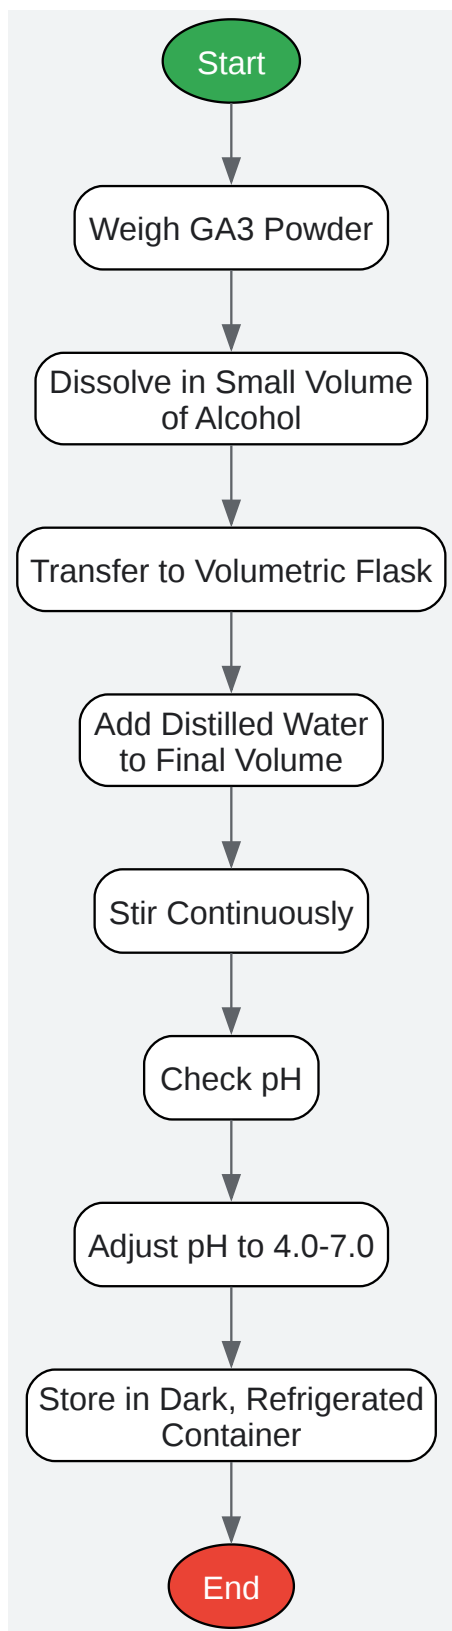 Start
Weigh GA3 Powder
Dissolve in Small Volume
of Alcohol
Transfer to Volumetric Flask
Add Distilled Water
to Final Volume
Stir Continuously
Check pH
Adjust pH to 4.0-7.0
Store in Dark, Refrigerated
Container
End